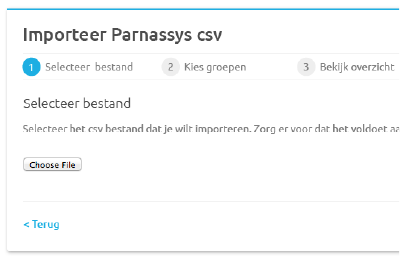 Importeer Parnassys csv
1 Selecteer bestand 2 Kies groepen 3 Bekijk overzicht
Selecteer bestand
Selecteer het csv bestand dat je wilt importeren. Zorg er voor dat het voldoet aa
Choose File
< Terug